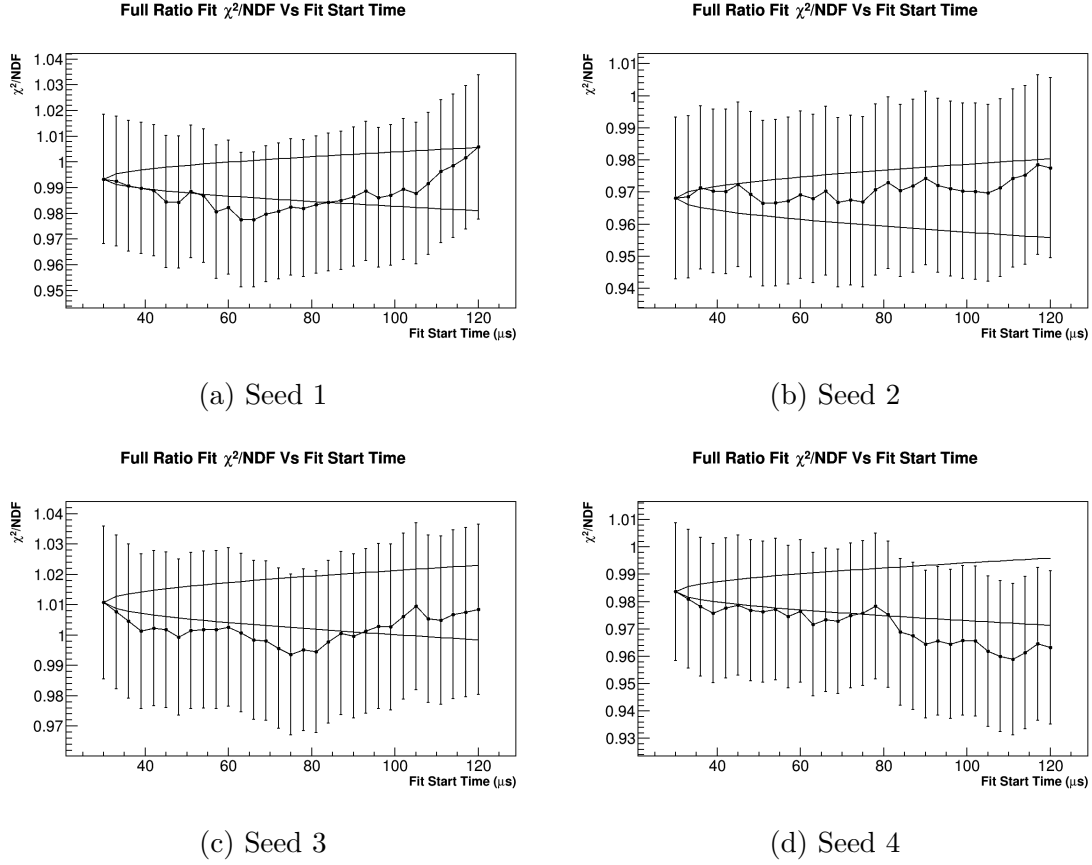 Full Ratio Fit χ²/NDF Vs Fit Start Time
χ²/NDF
1.04
1.03
1.02
1.01
1
0.99
0.98
0.97
0.96
0.95
40 60 80 100 120
Fit Start Time (μs)
(a) Seed 1
Full Ratio Fit χ²/NDF Vs Fit Start Time
χ²/NDF
1.01
1
0.99
0.98
0.97
0.96
0.95
0.94
40 60 80 100 120
Fit Start Time (μs)
(b) Seed 2
Full Ratio Fit χ²/NDF Vs Fit Start Time
χ²/NDF
1.04
1.03
1.02
1.01
1
0.99
0.98
0.97
40 60 80 100 120
Fit Start Time (μs)
(c) Seed 3
Full Ratio Fit χ²/NDF Vs Fit Start Time
χ²/NDF
1.01
1
0.99
0.98
0.97
0.96
0.95
0.94
0.93
40 60 80 100 120
Fit Start Time (μs)
(d) Seed 4